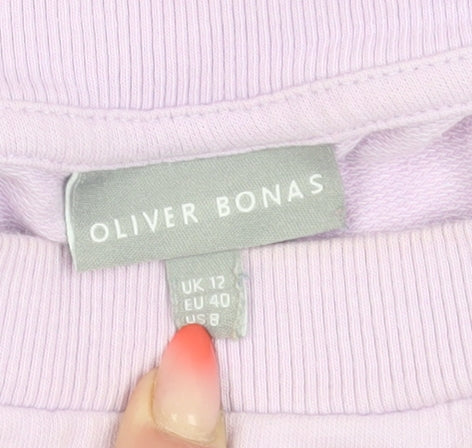 OLIVER BONAS
UK 12
EU 40
US 8